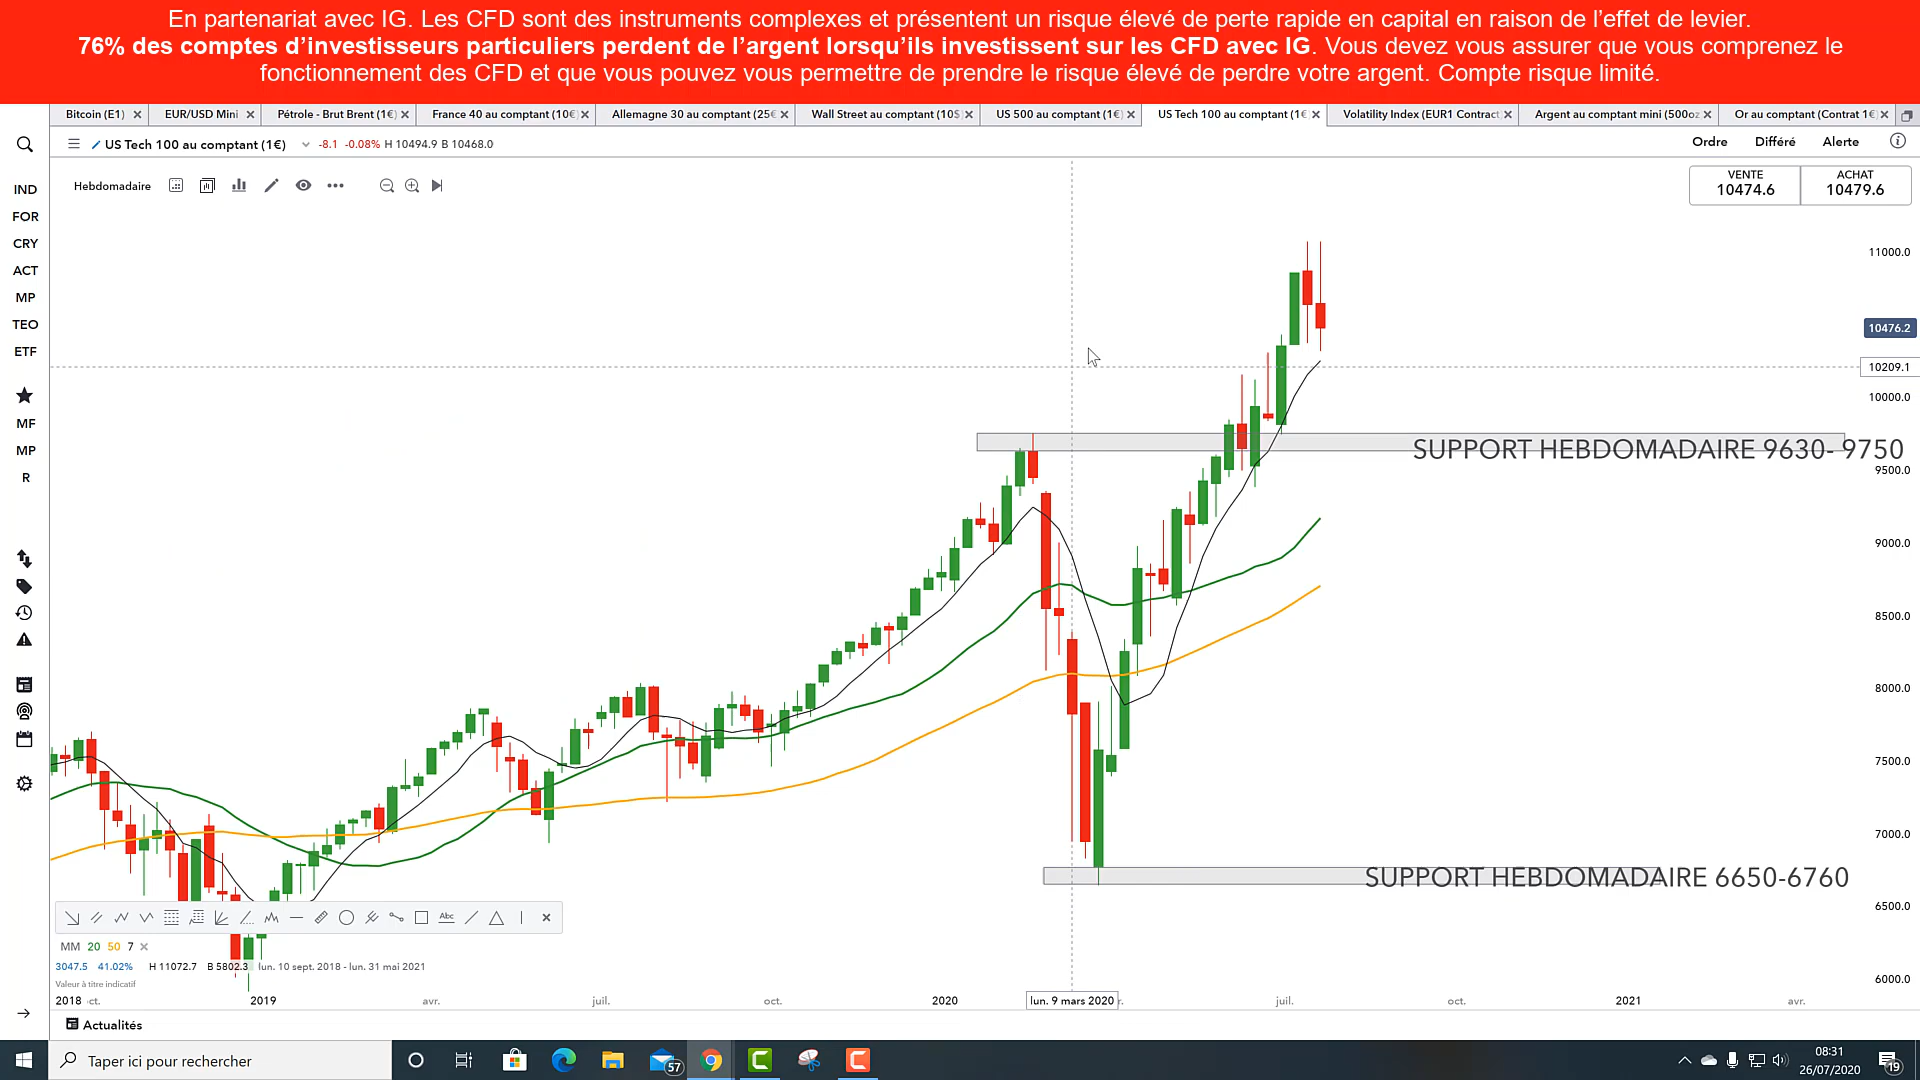 En partenariat avec IG. Les CFD sont des instruments complexes et présentent un risque élevé de perte rapide en capital en raison de l'effet de levier.
76% des comptes d'investisseurs particuliers perdent de l'argent lorsqu'ils investissent sur les CFD avec IG. Vous devez vous assurer que vous comprenez le
fonctionnement des CFD et que vous pouvez vous permettre de prendre le risque élevé de perdre votre argent. Compte risque limité.
Bitcoin (E1) EUR/USD Mini Pétrole - Brut Brent (1€) France 40 au comptant (10€ Allemagne 30 au comptant (25€ Wall Street au comptant (10$ US 500 au comptant (1€) US Tech 100 au comptant (1€ Volatility Index (EUR1 Contract Argent au comptant mini (500oz Or au comptant (Contrat 1€
US Tech 100 au comptant (1€) -8.1 -0.08% H 10494.9 B 10468.0 Ordre Différé Alerte
Hebdomadaire
VENTE ACHAT
10474.6 10479.6
IND
FOR
CRY
ACT
MP
TEO
ETF
MF
MP
R
11000.0
10476.2
10209.1
10000.0
SUPPORT HEBDOMADAIRE 9630- 9750
9500.0
9000.0
8500.0
8000.0
7500.0
7000.0
SUPPORT HEBDOMADAIRE 6650-6760
6500.0
6000.0
Abc
MM 20 50 7
3047.5 41.02% H 11072.7 B 5802.3 lun. 10 sept. 2018 - lun. 31 mai 2021
Valeur à titre indicatif
2018 ct. 2019 avr. juil. oct. 2020 lun. 9 mars 2020 r. juil. oct. 2021 avr.
Actualités
Taper ici pour rechercher
57
08:31
26/07/2020
19